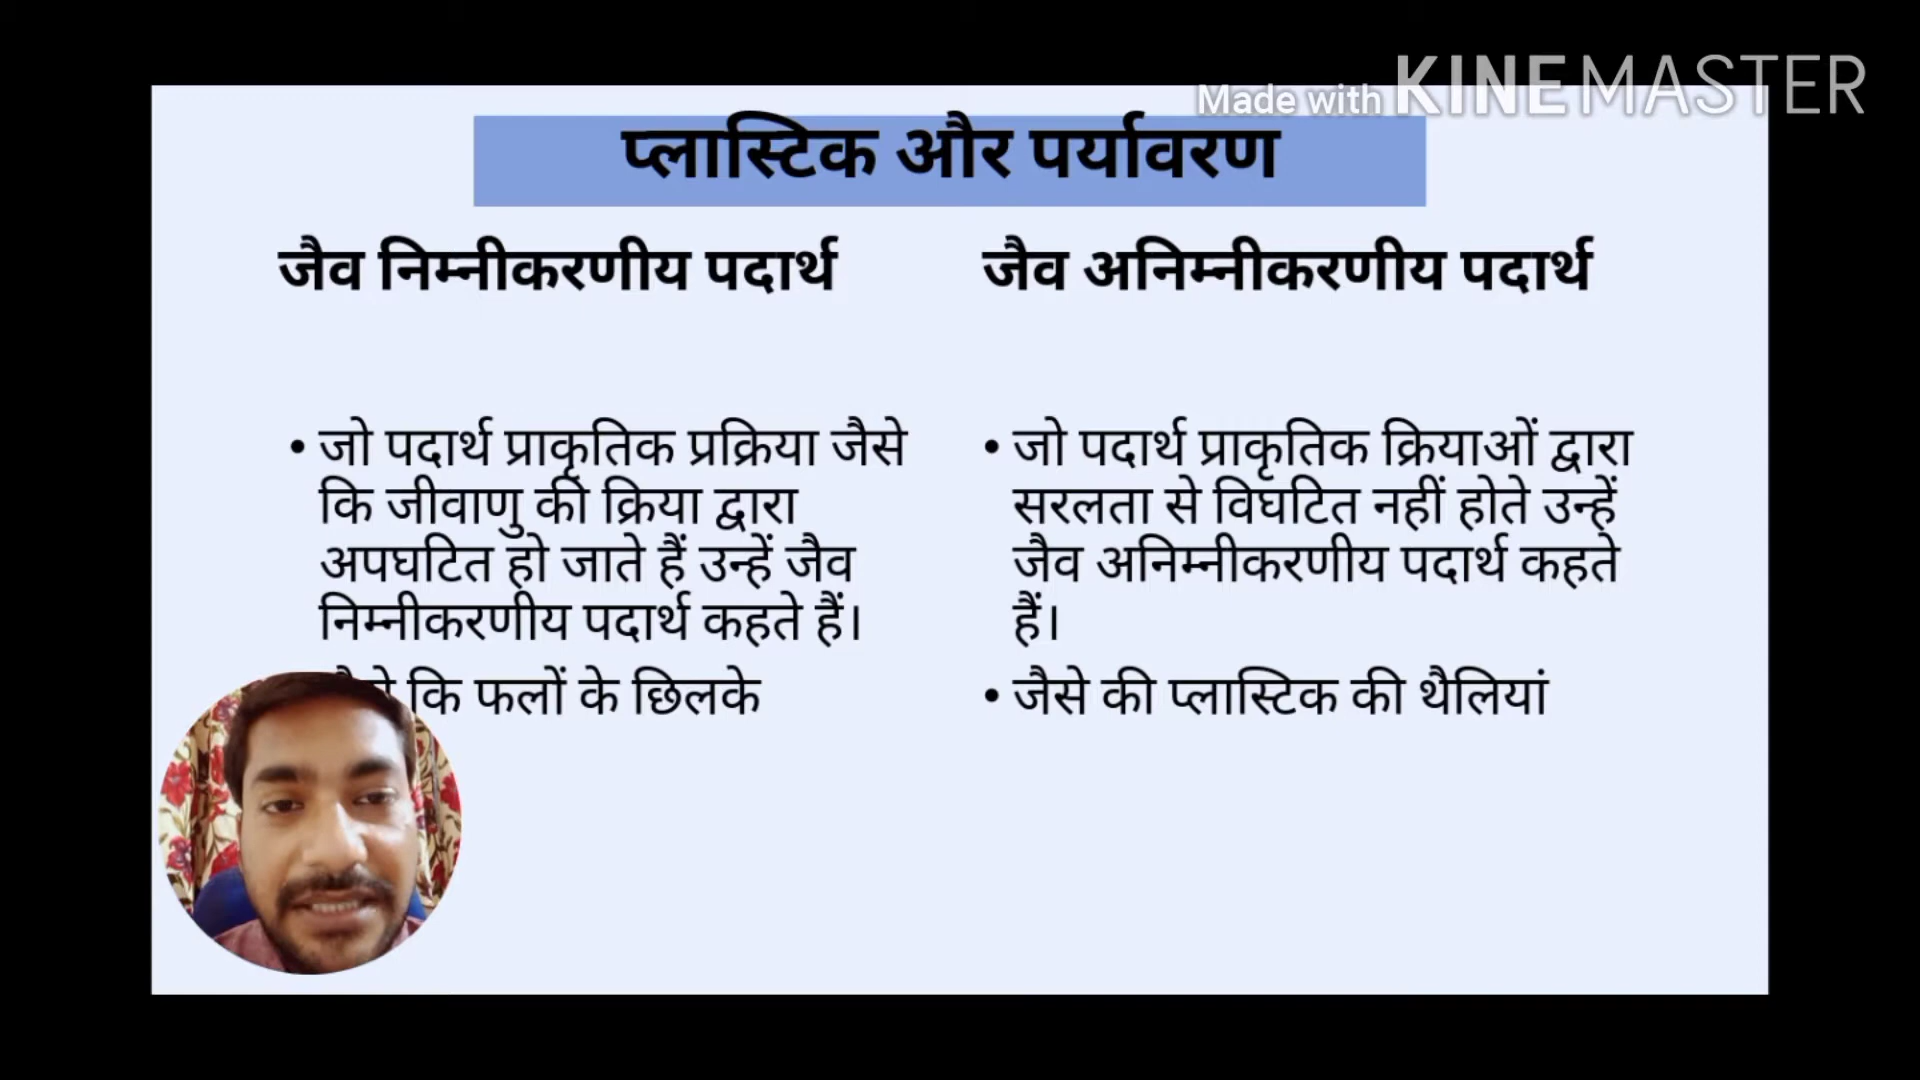 Made with KINEMASTER
प्लास्टिक और पर्यावरण
जैव निम्नीकरणीय पदार्थ
• जो पदार्थ प्राकृतिक प्रक्रिया जैसे
कि जीवाणु की क्रिया द्वारा
अपघटित हो जाते हैं उन्हें जैव
निम्नीकरणीय पदार्थ कहते हैं।
कि फलों के छिलके
जैव अनिम्नीकरणीय पदार्थ
• जो पदार्थ प्राकृतिक क्रियाओं द्वारा
सरलता से विघटित नहीं होते उन्हें
जैव अनिम्नीकरणीय पदार्थ कहते
हैं।
• जैसे की प्लास्टिक की थैलियां